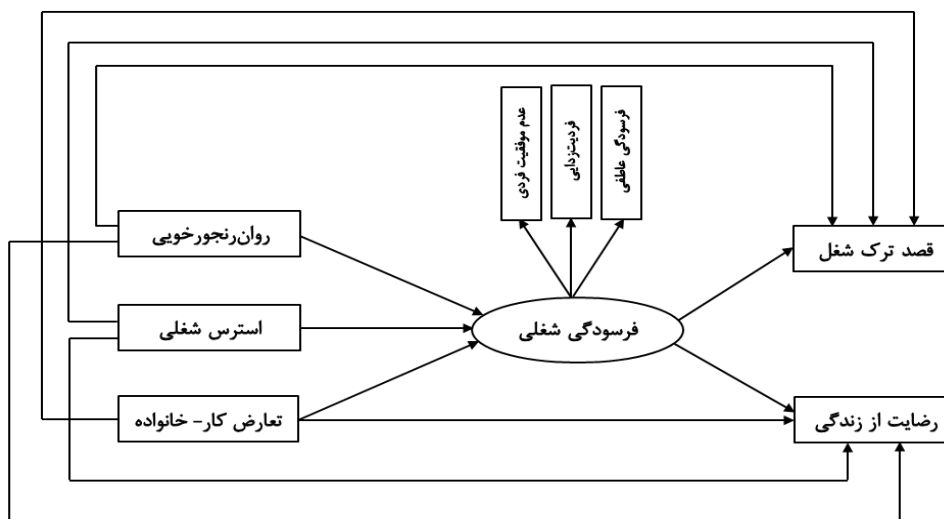 عدم موفقیت فردی
فردیت‌زدایی
فرسودگی عاطفی
روان‌رنجورخویی
قصد ترک شغل
استرس شغلی
فرسودگی شغلی
تعارض کار- خانواده
رضایت از زندگی